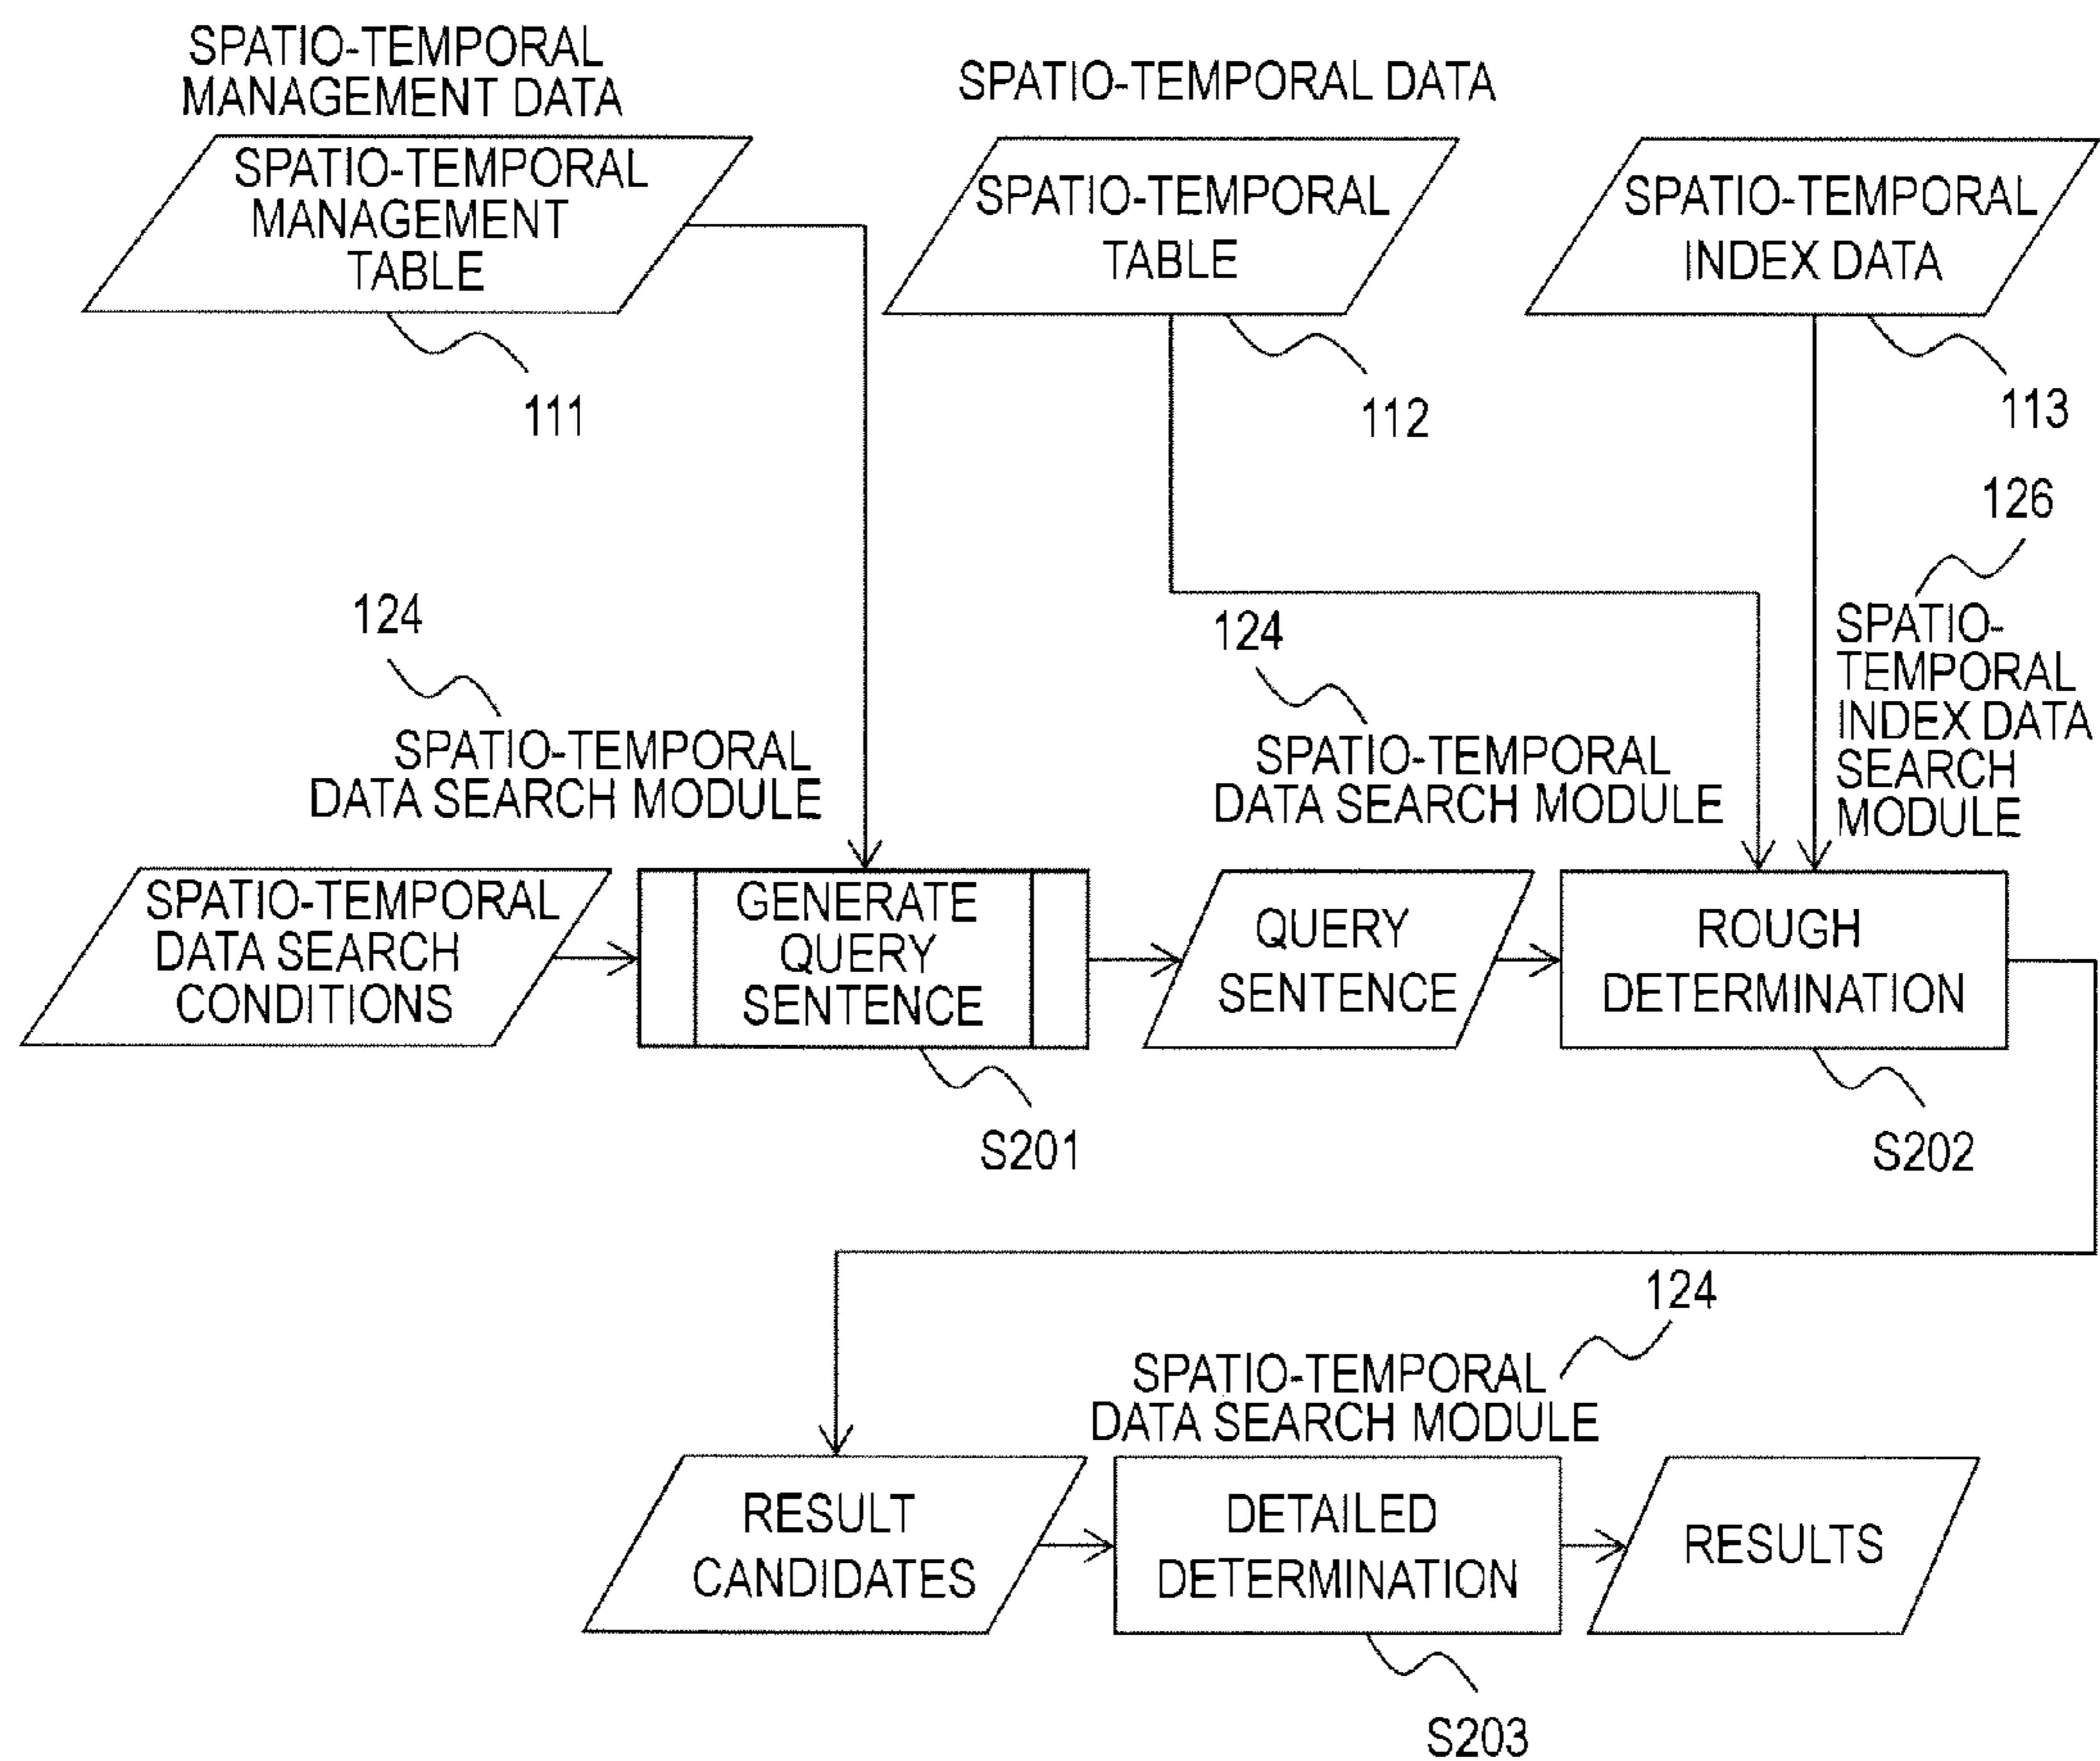 SPATIO-TEMPORAL
MANAGEMENT DATA
SPATIO-TEMPORAL
MANAGEMENT
TABLE
111
SPATIO-TEMPORAL DATA
SPATIO-TEMPORAL
TABLE
112
SPATIO-TEMPORAL
INDEX DATA
113
124
SPATIO-TEMPORAL
DATA SEARCH MODULE
124
SPATIO-TEMPORAL
DATA SEARCH MODULE
126
SPATIO-
TEMPORAL
INDEX DATA
SEARCH
MODULE
SPATIO-TEMPORAL
DATA SEARCH
CONDITIONS
GENERATE
QUERY
SENTENCE
S201
QUERY
SENTENCE
ROUGH
DETERMINATION
S202
124
SPATIO-TEMPORAL
DATA SEARCH MODULE
RESULT
CANDIDATES
DETAILED
DETERMINATION
S203
RESULTS